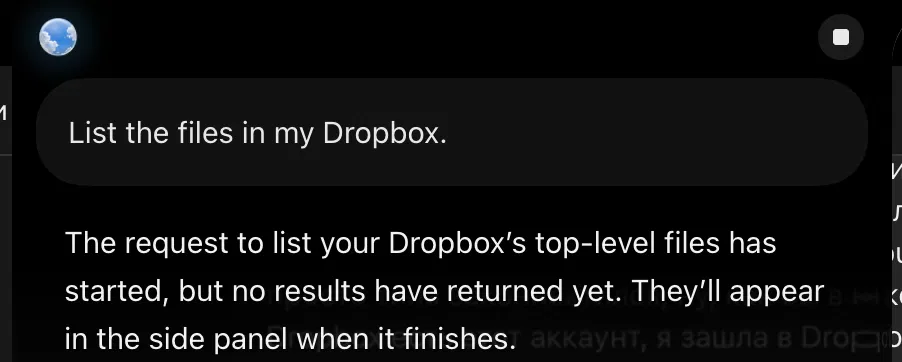 List the files in my Dropbox.
The request to list your Dropbox’s top-level files has
started, but no results have returned yet. They’ll appear
in the side panel when it finishes.
аккаунт, я зашла в